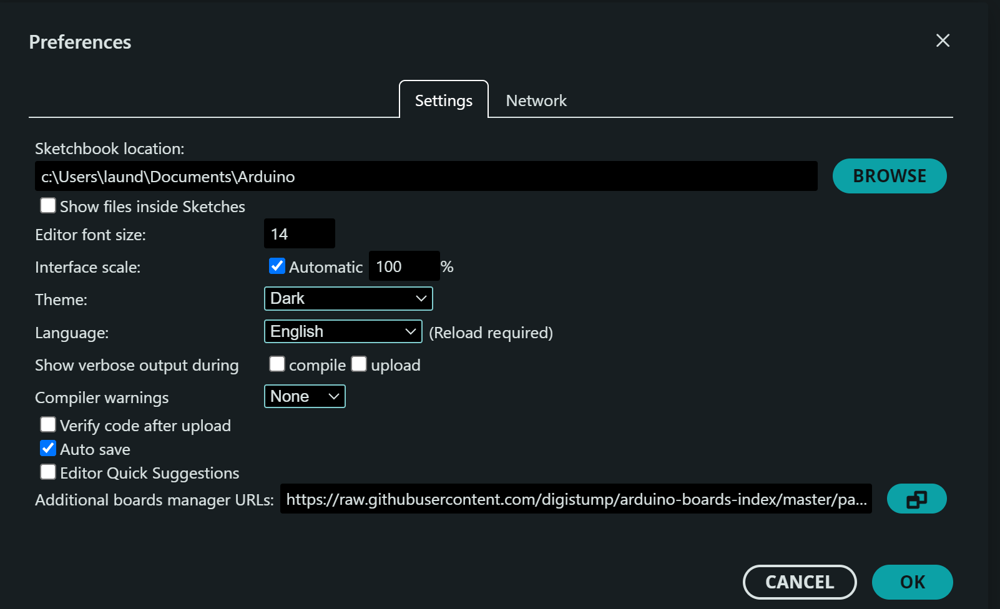 Preferences
Settings Network
Sketchbook location:
c:\Users\laund\Documents\Arduino BROWSE
Show files inside Sketches
Editor font size: 14
Interface scale: Automatic 100 %
Theme: Dark
Language: English (Reload required)
Show verbose output during compile upload
Compiler warnings None
Verify code after upload
Auto save
Editor Quick Suggestions
Additional boards manager URLs: https://raw.githubusercontent.com/digistump/arduino-boards-index/master/pa...
CANCEL OK